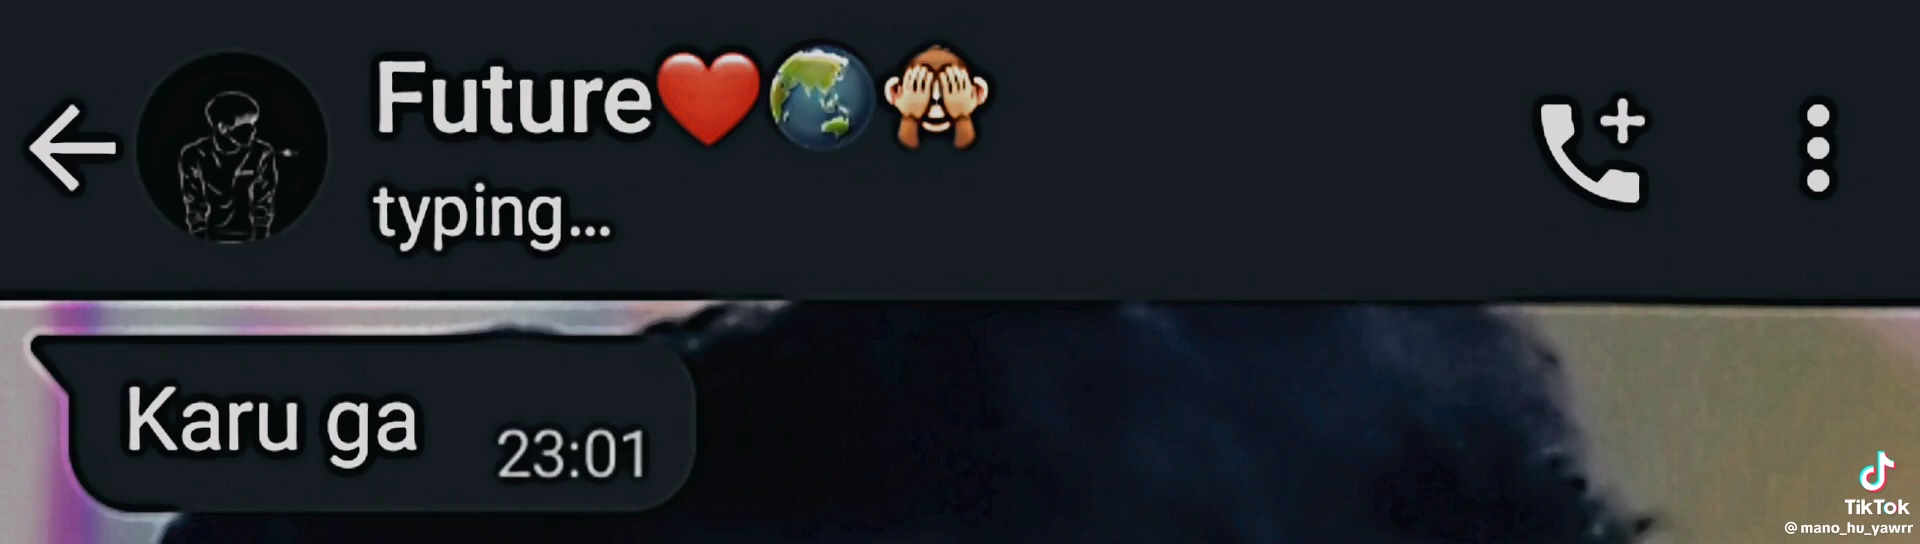 Future❤️🌏🙈
typing...
Karu ga
23:01
TikTok
@mano_hu_yawrr